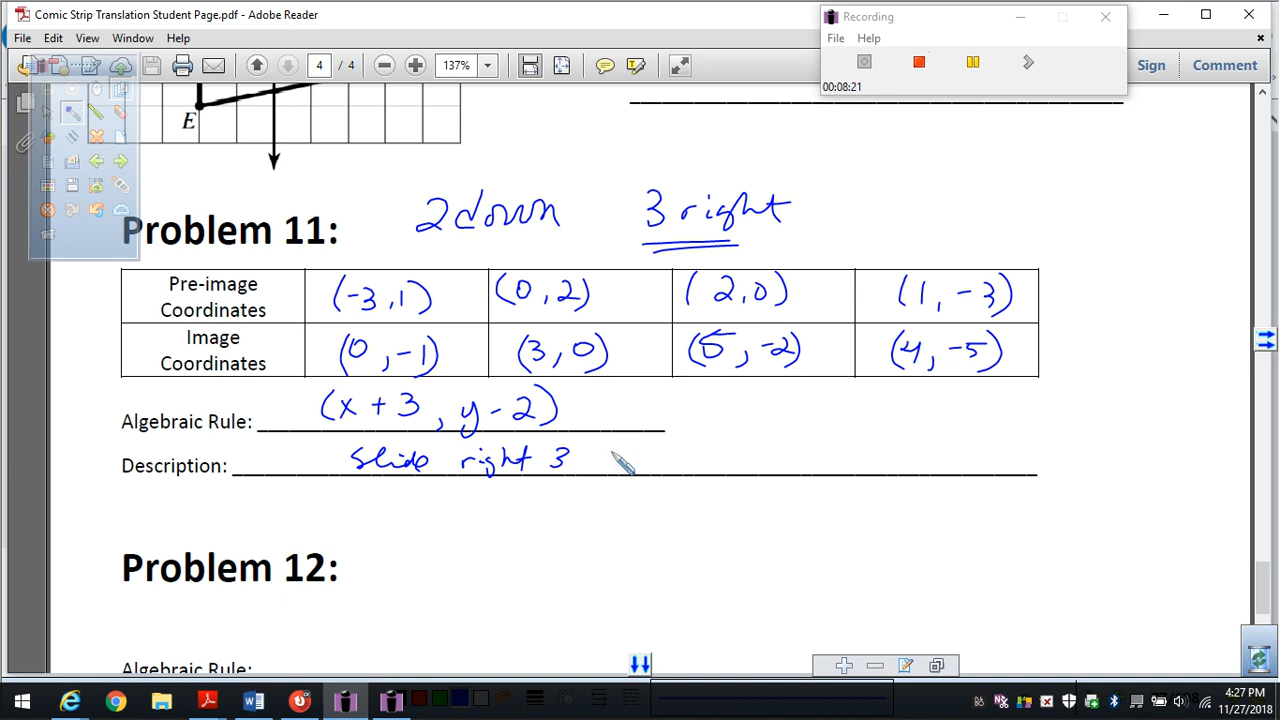 Comic Strip Translation Student Page.pdf - Adobe Reader
Recording
File Edit View Window Help
File Help
4 / 4 137% Sign Comment
00:08:21
E
2 down 3 right
Problem 11:
Pre-image Coordinates (-3,1) (0,2) (2,0) (1,-3)
Image Coordinates (0,-1) (3,0) (5,-2) (4,-5)
Algebraic Rule: (x+3, y-2)
Description: Slide right 3
Problem 12:
Algebraic Rule:
4:27 PM
11/27/2018